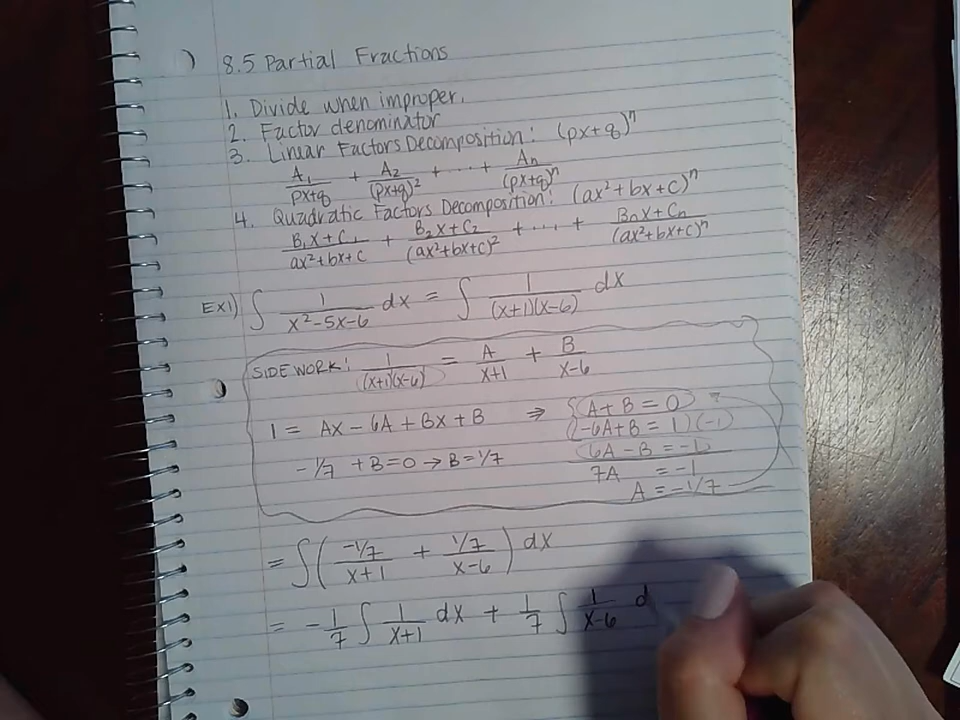 8.5 Partial Fractions
1. Divide when improper.
2. Factor denominator
3. Linear Factors Decomposition: (px+q)^n
A₁/(px+q) + A₂/(px+q)² + ... + Aₙ/(px+q)^n
4. Quadratic Factors Decomposition: (ax²+bx+c)^n
(B₁x+C₁)/(ax²+bx+c) + (B₂x+C₂)/(ax²+bx+c)² + ... + (Bₙx+Cₙ)/(ax²+bx+c)^n
EX1) ∫ 1/(x²-5x-6) dx = ∫ 1/((x+1)(x-6)) dx
SIDEWORK: 1/((x+1)(x-6)) = A/(x+1) + B/(x-6)
1 = Ax - 6A + Bx + B ⇒ { A+B = 0
-6A+B = 1 (-1)
6A - B = -1
-1/7 + B = 0 → B = 1/7
7A = -1
A = -1/7
= ∫ ( (-1/7)/(x+1) + (1/7)/(x-6) ) dx
= -1/7 ∫ 1/(x+1) dx + 1/7 ∫ 1/(x-6) d